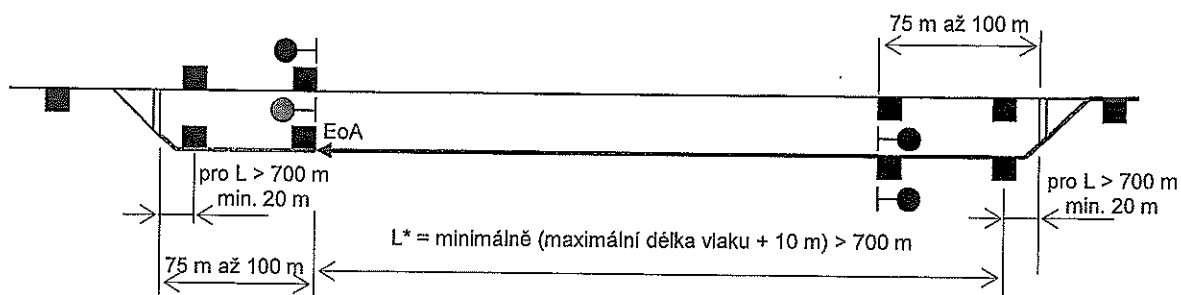 75 m až 100 m
EoA
pro L > 700 m
min. 20 m
pro L > 700 m
min. 20 m
L* = minimálně (maximální délka vlaku + 10 m) > 700 m
75 m až 100 m